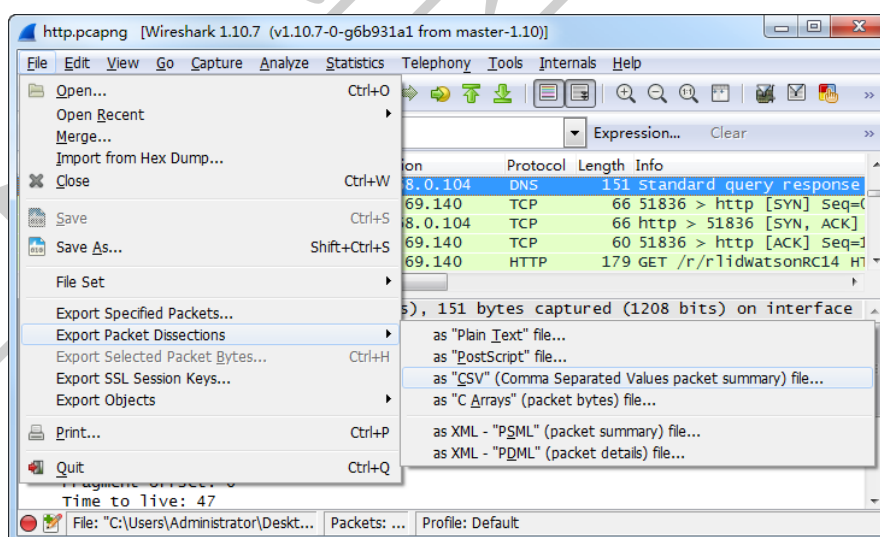 http.pcapng [Wireshark 1.10.7 (v1.10.7-0-g6b931a1 from master-1.10)]
File Edit View Go Capture Analyze Statistics Telephony Tools Internals Help
Open... Ctrl+O
Open Recent
Expression... Clear
Merge...
Import from Hex Dump...
Close Ctrl+W
Save Ctrl+S
Save As... Shift+Ctrl+S
File Set
Export Specified Packets...
Export Packet Dissections
Export Selected Packet Bytes... Ctrl+H
Export SSL Session Keys...
Export Objects
Print... Ctrl+P
Quit Ctrl+Q
ion Protocol Length Info
8.0.104 DNS 151 Standard query response
69.140 TCP 66 51836 > http [SYN] Seq=
8.0.104 TCP 66 http > 51836 [SYN, ACK]
69.140 TCP 60 51836 > http [ACK] Seq=1
69.140 HTTP 179 GET /r/rlidWatsonRC14 H
s), 151 bytes captured (1208 bits) on interface
as "Plain Text" file...
as "PostScript" file...
as "CSV" (Comma Separated Values packet summary) file...
as "C Arrays" (packet bytes) file...
as XML - "PSML" (packet summary) file...
as XML - "PDML" (packet details) file...
Time to live: 47
File: "C:\Users\Administrator\Deskt... Packets: ... Profile: Default